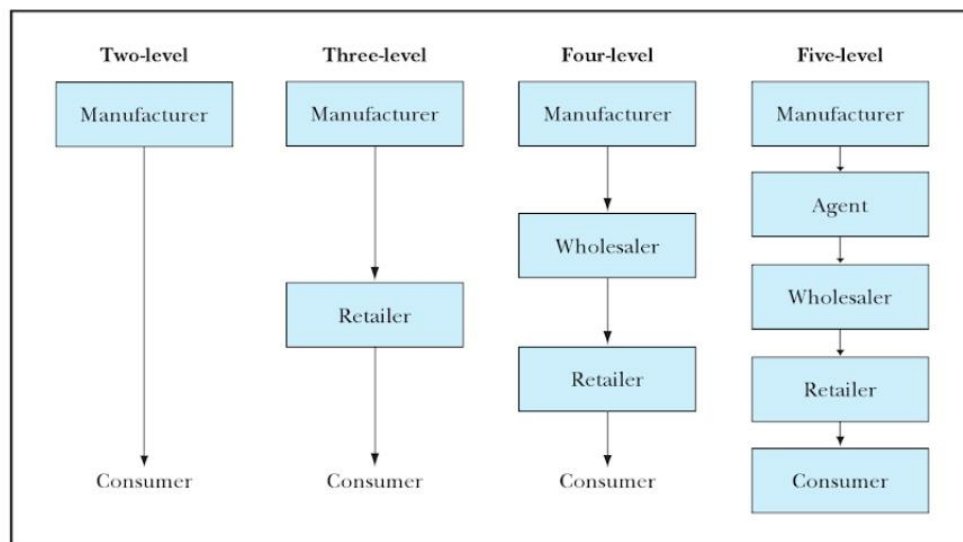 Two-level
Manufacturer
Consumer
Three-level
Manufacturer
Retailer
Consumer
Four-level
Manufacturer
Wholesaler
Retailer
Consumer
Five-level
Manufacturer
Agent
Wholesaler
Retailer
Consumer